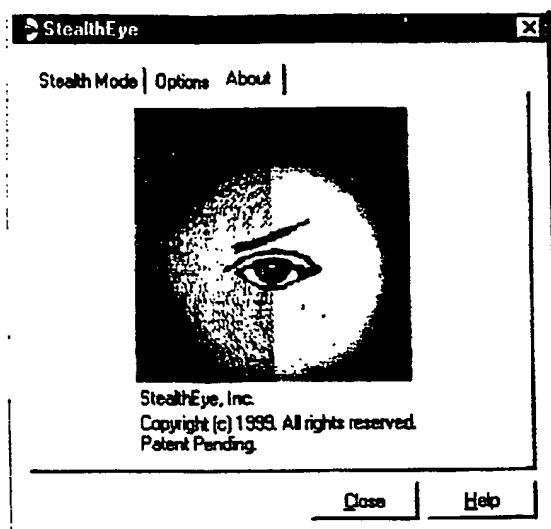 StealthEye
Stealth Mode Options About
StealthEye, Inc.
Copyright (c) 1999. All rights reserved.
Patent Pending.
Close Help